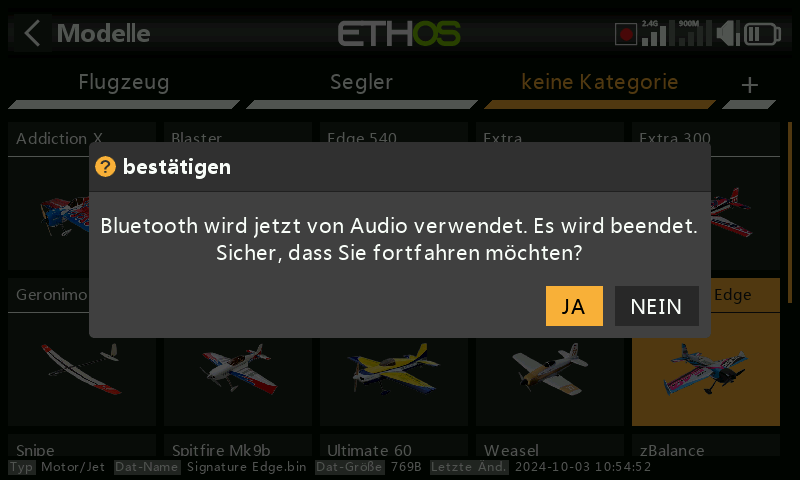 Modelle
ETHOS
2.4G
900M
Flugzeug
Segler
keine Kategorie
+
Addiction X
Blaster
Edge 540
Extra
Extra 300
? bestätigen
Bluetooth wird jetzt von Audio verwendet. Es wird beendet.
Sicher, dass Sie fortfahren möchten?
JA
NEIN
Geronimo
Edge
Snipe
Spitfire Mk9b
Ultimate 60
Weasel
zBalance
Typ Motor/Jet Dat-Name Signature Edge.bin Dat-Größe 769B Letzte Änd. 2024-10-03 10:54:52